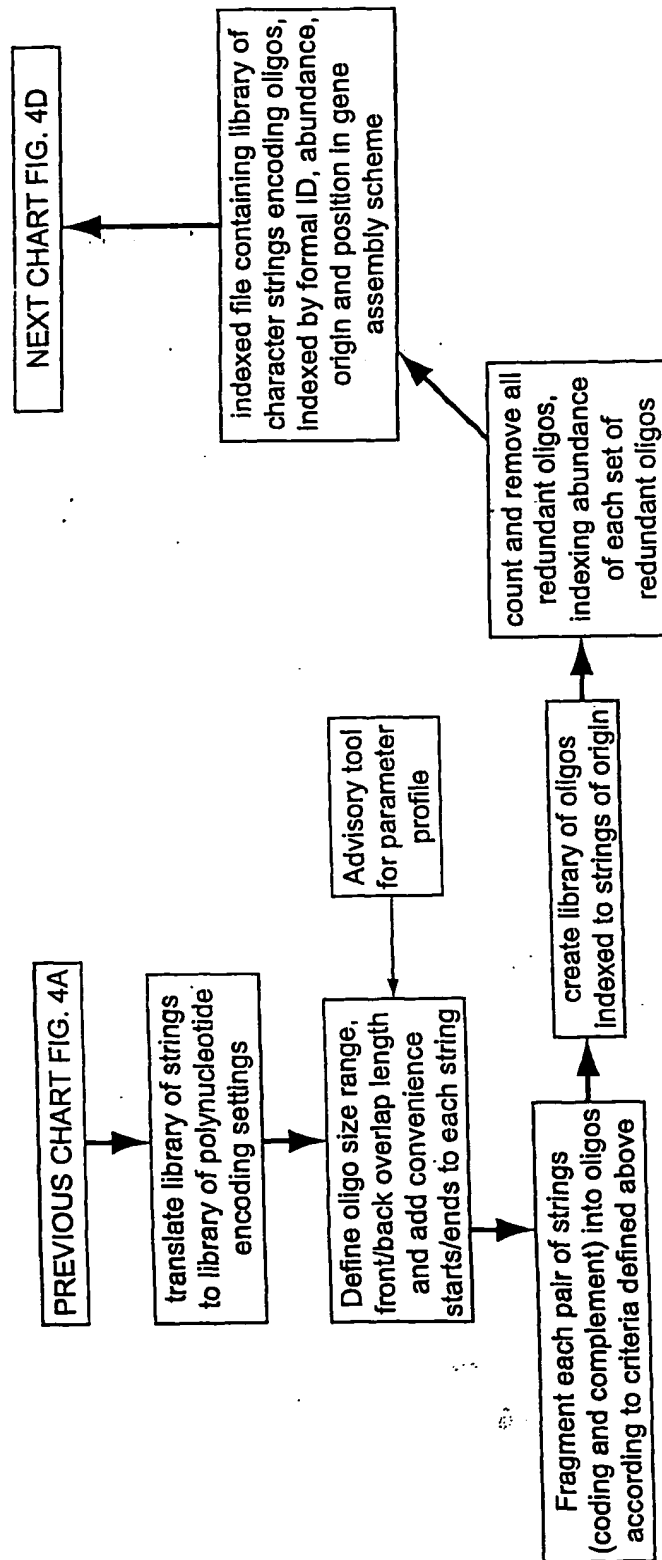 PREVIOUS CHART FIG. 4A
translate library of strings
to library of polynucleotide
encoding settings
Define oligo size range,
front/back overlap length
and add convenience
starts/ends to each string
Advisory tool
for parameter
profile
Fragment each pair of strings
(coding and complement) into oligos
according to criteria defined above
create library of oligos
indexed to strings of origin
count and remove all
redundant oligos,
indexing abundance
of each set of
redundant oligos
indexed file containing library of
character strings encoding oligos,
indexed by formal ID, abundance,
origin and position in gene
assembly scheme
NEXT CHART FIG. 4D